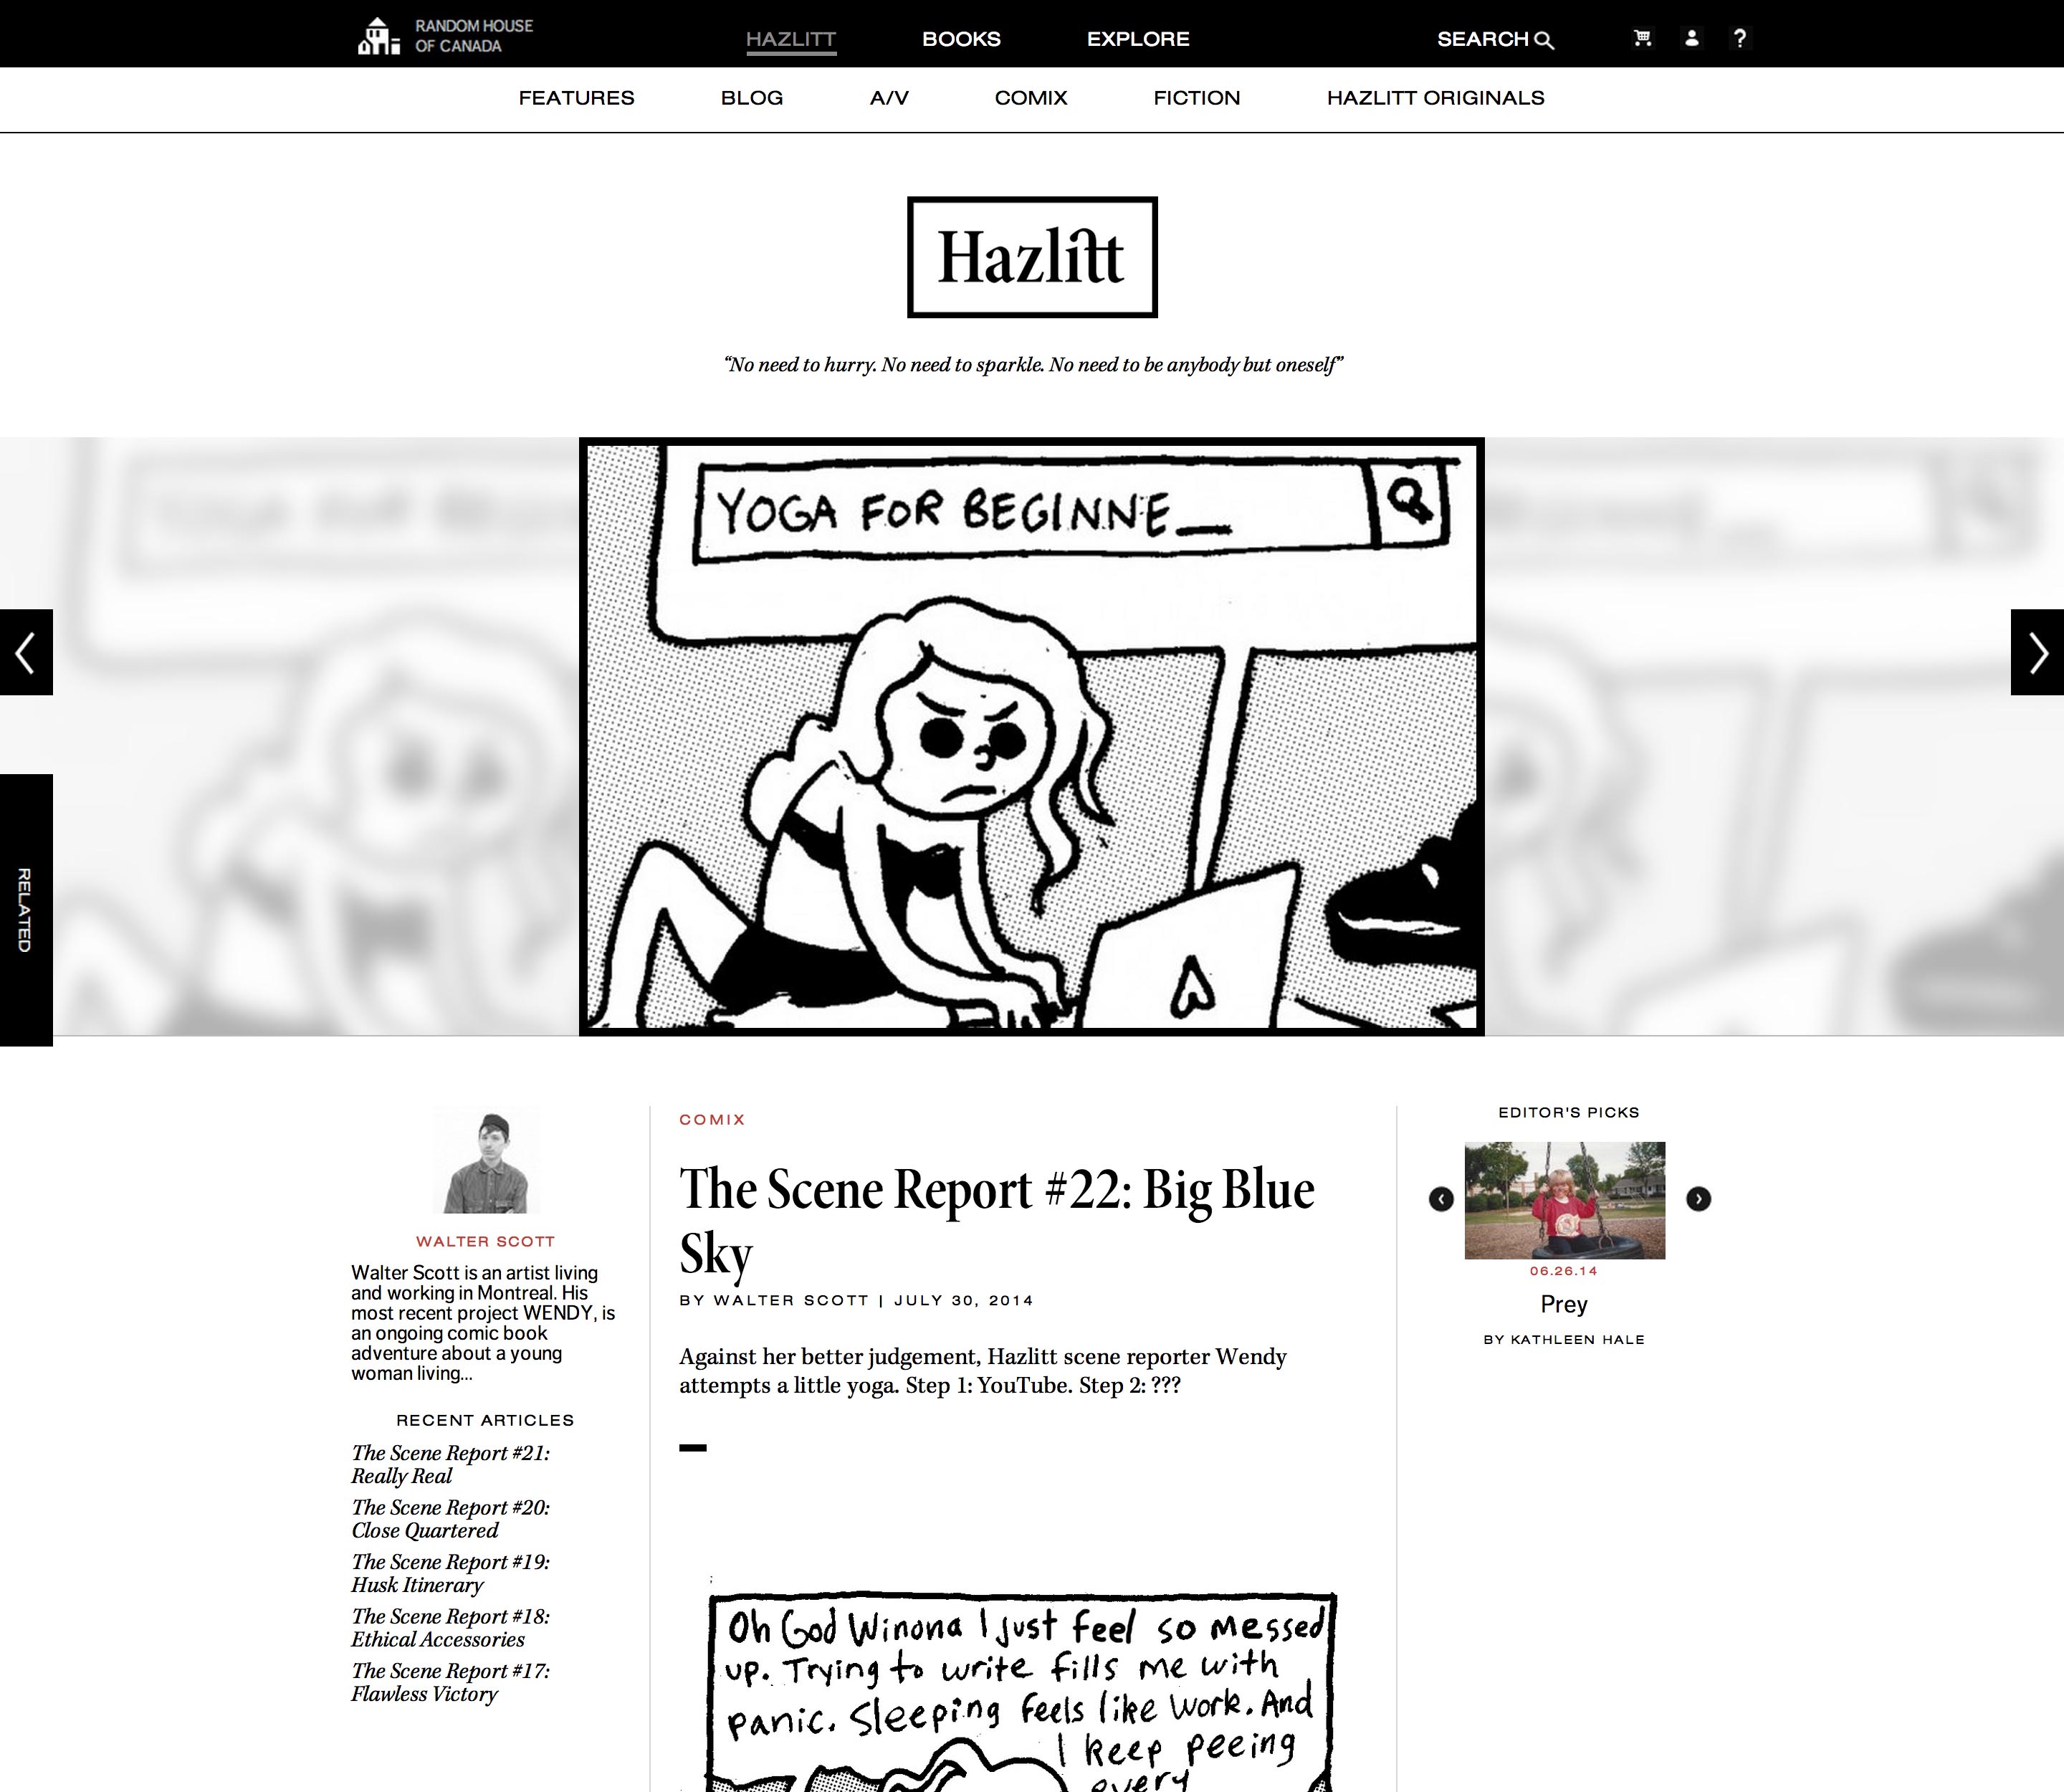 RANDOM HOUSE
OF CANADA
HAZLITT
BOOKS
EXPLORE
SEARCH
?
FEATURES
BLOG
A/V
COMIX
FICTION
HAZLITT ORIGINALS
Hazlitt
“No need to hurry. No need to sparkle. No need to be anybody but oneself”
YOGA FOR BEGINNE_
RELATED
WALTER SCOTT
Walter Scott is an artist living
and working in Montreal. His
most recent project WENDY, is
an ongoing comic book
adventure about a young
woman living...
RECENT ARTICLES
The Scene Report #21:
Really Real
The Scene Report #20:
Close Quartered
The Scene Report #19:
Husk Itinerary
The Scene Report #18:
Ethical Accessories
The Scene Report #17:
Flawless Victory
COMIX
The Scene Report #22: Big Blue
Sky
BY WALTER SCOTT | JULY 30, 2014
Against her better judgement, Hazlitt scene reporter Wendy
attempts a little yoga. Step 1: YouTube. Step 2: ???
;
Oh God Winona I just feel so messed
up. Trying to write fills me with
panic. Sleeping feels like work. And
I keep peeing
every
EDITOR'S PICKS
06.26.14
Prey
BY KATHLEEN HALE